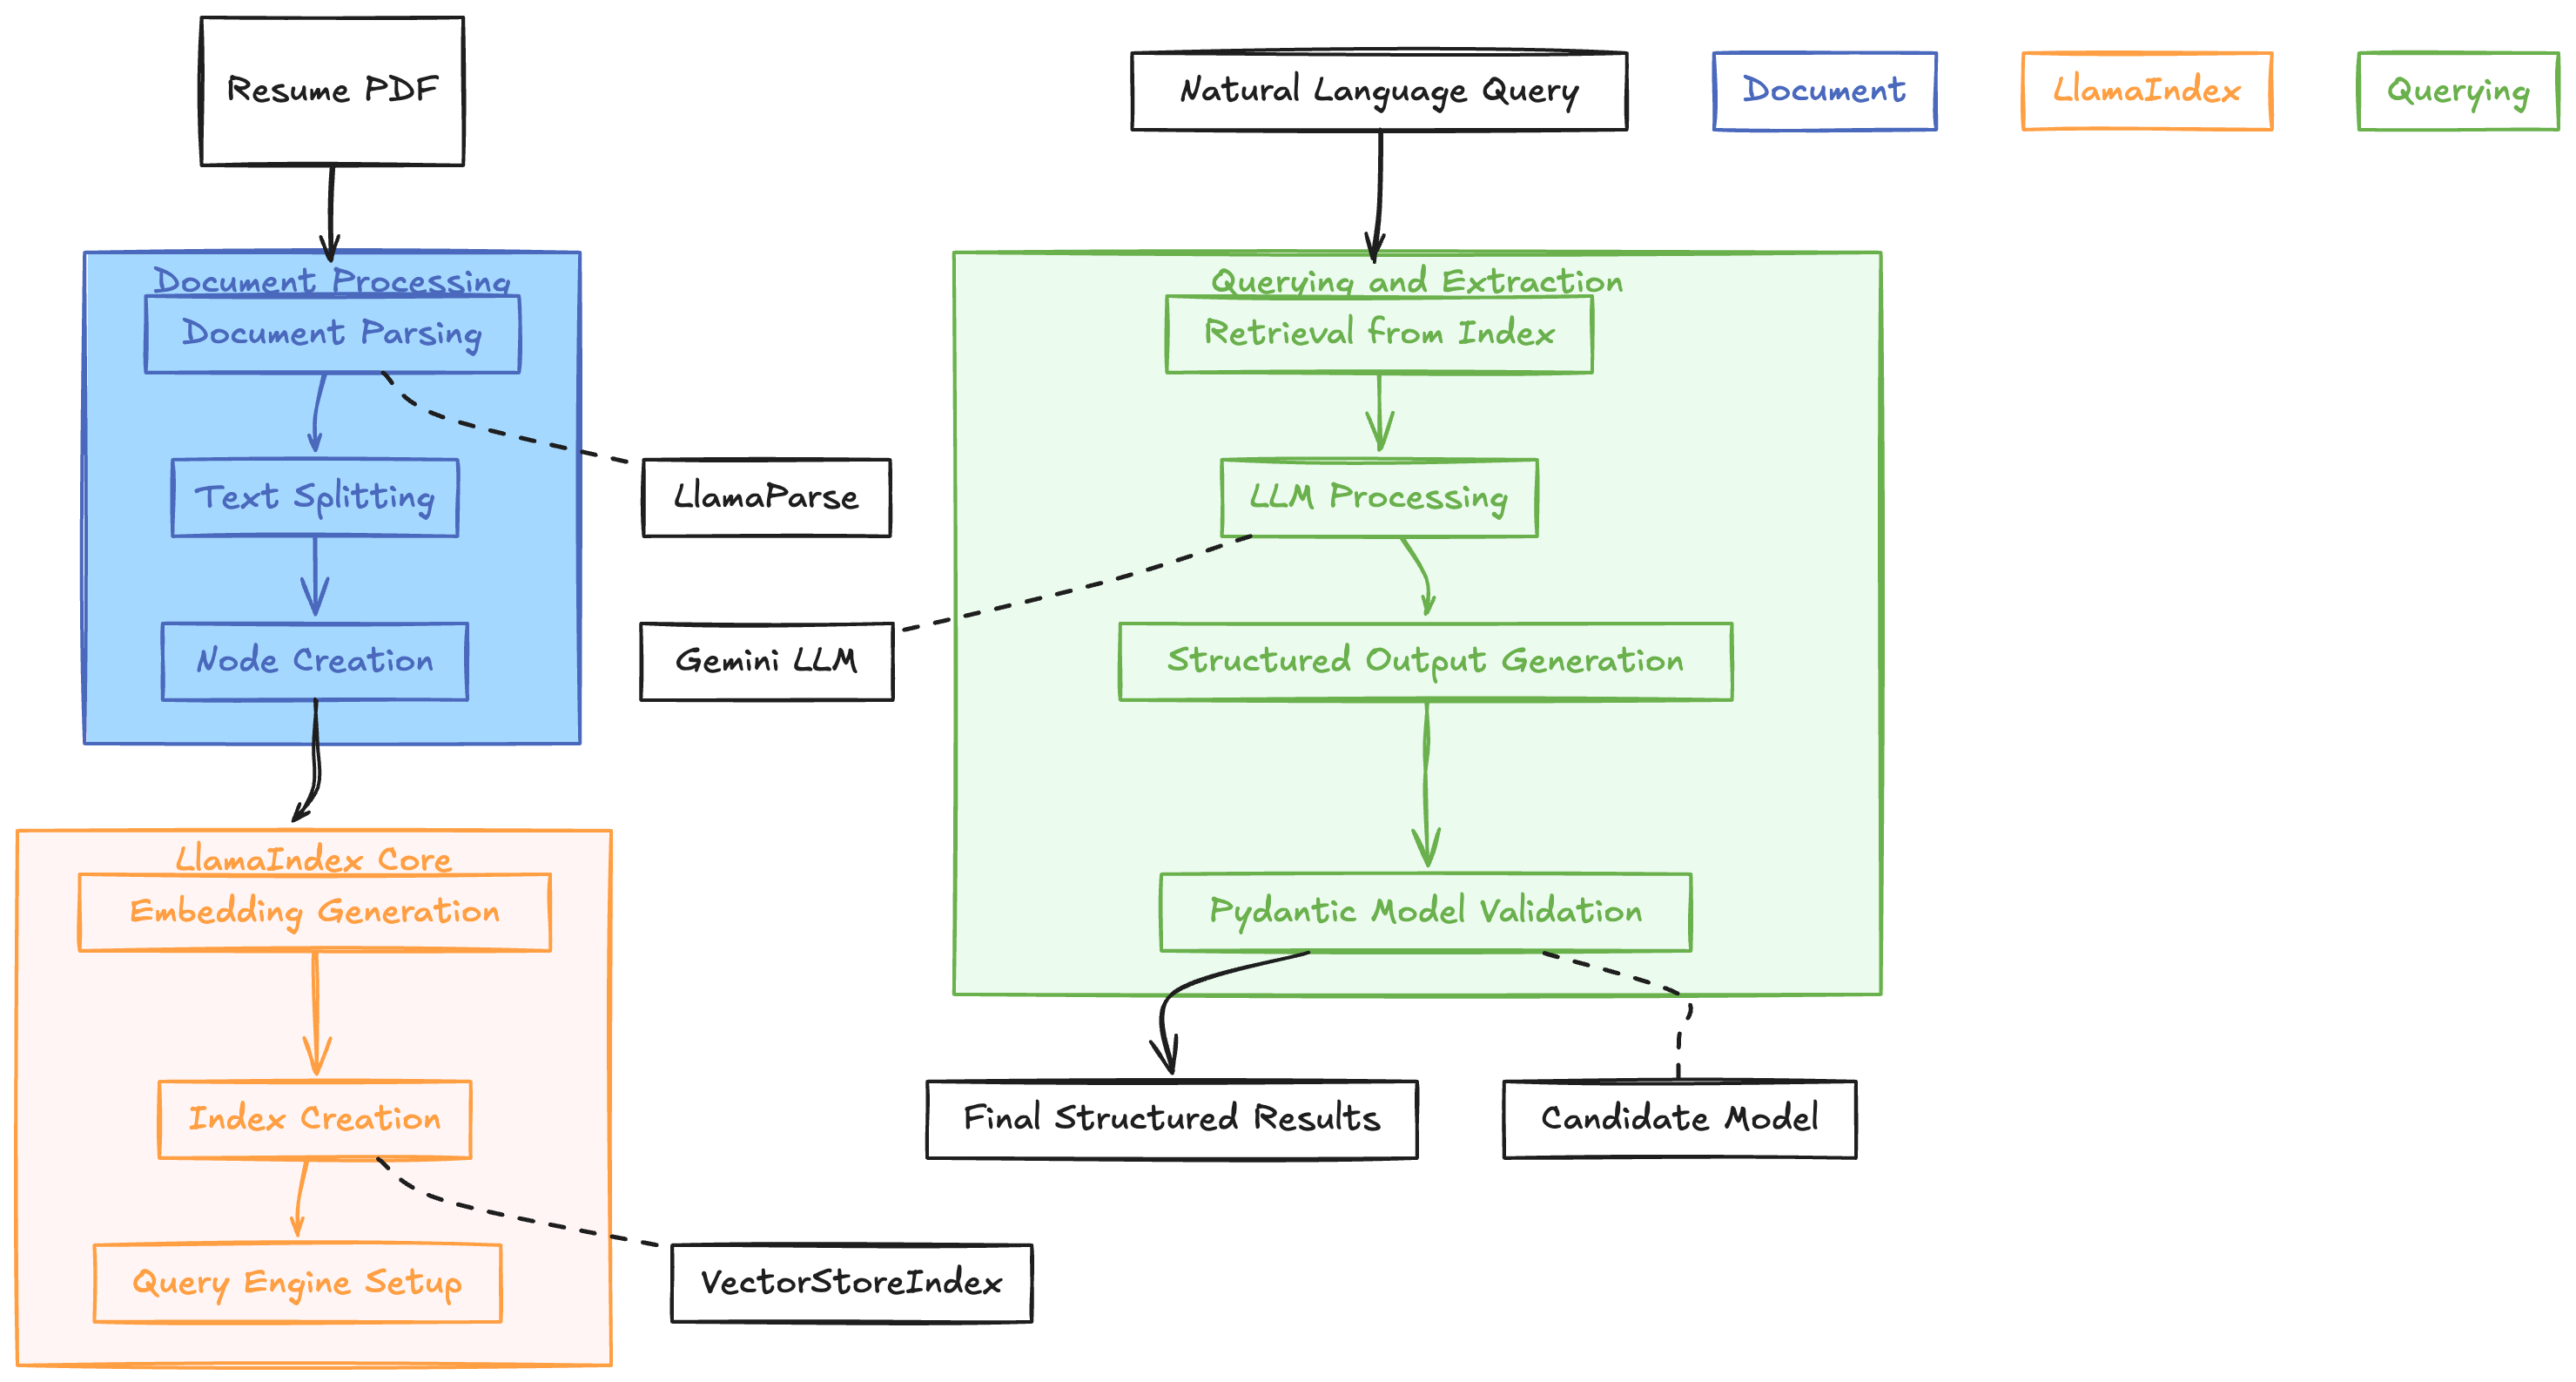 Resume PDF
Natural Language Query
Document
LlamaIndex
Querying
Document Processing
Document Parsing
Text Splitting
Node Creation
LlamaParse
Gemini LLM
Querying and Extraction
Retrieval from Index
LLM Processing
Structured Output Generation
Pydantic Model Validation
LlamaIndex Core
Embedding Generation
Index Creation
Query Engine Setup
VectorStoreIndex
Final Structured Results
Candidate Model